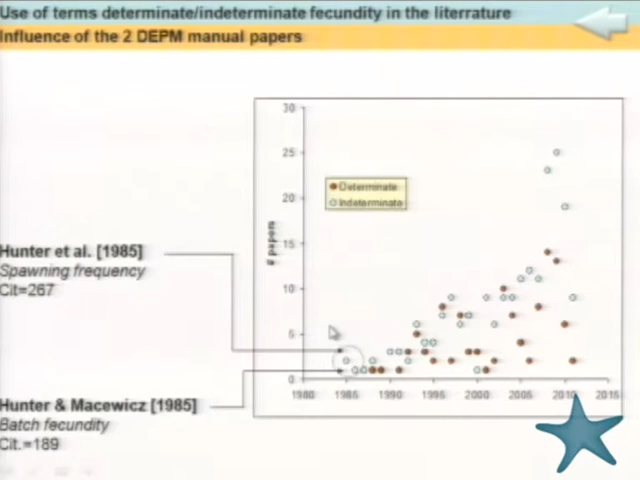 Use of terms determinate/indeterminate fecundity in the literrature
Influence of the 2 DEPM manual papers
30
25
20
15
10
5
0
# papers
Determinate
Indeterminate
1980 1985 1990 1995 2000 2005 2010 2015
Hunter et al. [1985]
Spawning frequency
Cit=267
Hunter & Macewicz [1985]
Batch fecundity
Cit.=189